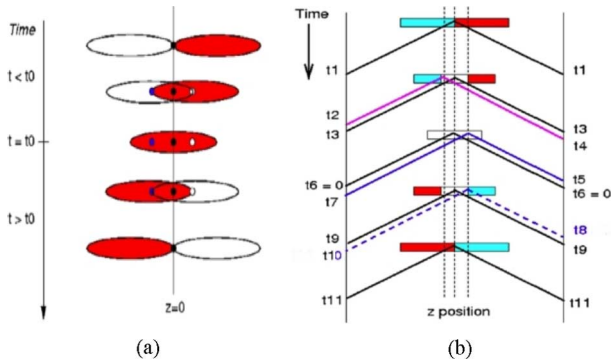 Time
t < t0
t = t0
t > t0
z=0
(a)
Time
t1
t1
t2
t3
t3
t4
t6 = 0
t5
t7
t6 = 0
t9
t8
t10
t9
t11
t11
z position
(b)